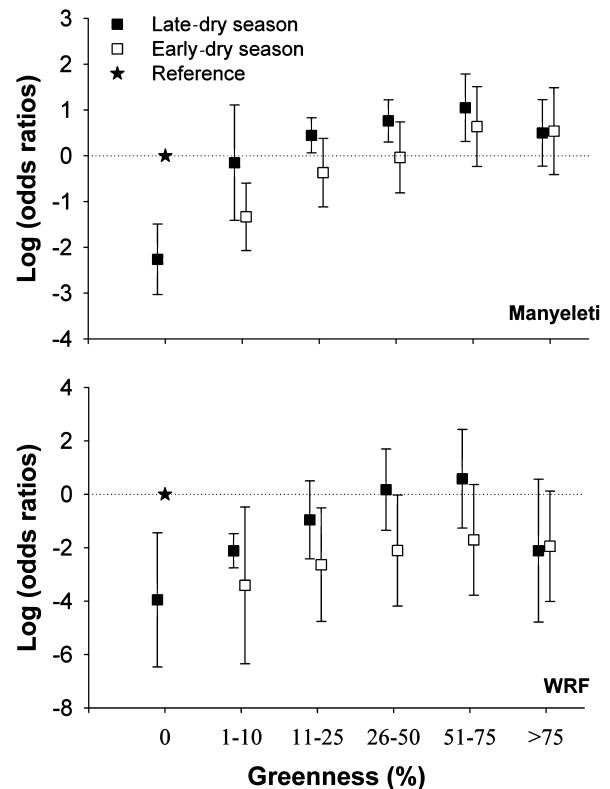 Late-dry season
Early-dry season
Reference
3
2
1
0
-1
-2
-3
-4
Log (odds ratios)
Manyeleti
4
2
0
-2
-4
-6
-8
Log (odds ratios)
WRF
0 1-10 11-25 26-50 51-75 >75
Greenness (%)